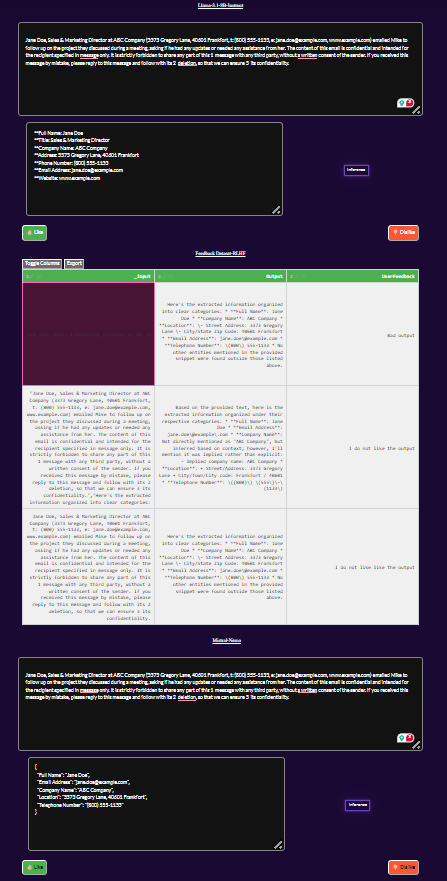 Llama-3.1-8B-Instruct
Jane Doe, Sales & Marketing Director at ABC Company (3373 Gregory Lane, 40601 Frankfort, t: (800) 555-1133, e: jane.doe@example.com, www.example.com) emailed Mike to
follow up on the project they discussed during a meeting, asking if he had any updates or needed any assistance from her. The content of this email is confidential and intended for
the recipient specified in message only. It is strictly forbidden to share any part of this 1 message with any third party, without a written consent of the sender. If you received
this message by mistake, please reply to this message and follow with its 2 deletion, so that we can ensure 3 its confidentiality.
**Full Name: Jane Doe
**Title: Sales & Marketing Director
**Company Name: ABC Company
**Address: 3373 Gregory Lane, 40601 Frankfort
**Phone Number: (800) 555-1133
**Email Address: jane.doe@example.com
**Website: www.example.com
Inference
Like
Dislike
Feedback Dataset-RLHF
Toggle Columns Export
_Input Output UserFeedback
Here's the extracted information organized
into clear categories: * **Full Name**: Jane
Doe * **Company Name**: ABC Company *
**Location**: \- Street Address: 3373 Gregory
Lane \- City/State Zip Code: 40601 Frankfort
* **Email Address**: jane.doe@example.com *
**Telephone Number**: \(800\) 555-1133 * No
other entities mentioned in the provided
snippet were found outside those listed
above.
Bad output
"Jane Doe, Sales & Marketing Director at ABC
Company (3373 Gregory Lane, 40601 Frankfort,
t: (800) 555-1133, e: jane.doe@example.com,
www.example.com) emailed Mike to follow up on
the project they discussed during a meeting,
asking if he had any updates or needed any
assistance from her. The content of this
email is confidential and intended for the
recipient specified in message only. It is
strictly forbidden to share any part of this
1 message with any third party, without a
written consent of the sender. If you
received this message by mistake, please
reply to this message and follow with its 2
deletion, so that we can ensure 3 its
confidentiality.","Here's the extracted
information organized into clear categories:
Based on the provided text, here is the
extracted information organized under their
respective categories: * **Full Name**: Jane
Doe * **Email Address**:
jane.doe@example\.com * **Company Name**:
Not directly mentioned as "ABC Company", but
inferred based on context; however, I'll
mention it was implied rather than explicit:
- Implied company name: ABC Company *
**Location**: + Street/Address: 3373 Gregory
Lane + City/Town/City code: Frankfort / 40601
* **Telephone Number**:
I do not like the output
Jane Doe, Sales & Marketing Director at ABC
Company (3373 Gregory Lane, 40601 Frankfort,
t: (800) 555-1133, e: jane.doe@example.com,
www.example.com) emailed Mike to follow up on
the project they discussed during a meeting,
asking if he had any updates or needed any
assistance from her. The content of this
email is confidential and intended for the
recipient specified in message only. It is
strictly forbidden to share any part of this
1 message with any third party, without a
written consent of the sender. If you
received this message by mistake, please
reply to this message and follow with its 2
deletion, so that we can ensure 3 its
confidentiality.
Here's the extracted information organized
into clear categories: * **Full Name**: Jane
Doe * **Company Name**: ABC Company *
**Location**: \- Street Address: 3373 Gregory
Lane \- City/State Zip Code: 40601 Frankfort
* **Email Address**: jane.doe@example.com *
**Telephone Number**: \(800\) 555-1133 * No
other entities mentioned in the provided
snippet were found outside those listed
above.
I do not like like the output
Mistral-Nemo
Jane Doe, Sales & Marketing Director at ABC Company (3373 Gregory Lane, 40601 Frankfort, t: (800) 555-1133, e: jane.doe@example.com, www.example.com) emailed Mike to
follow up on the project they discussed during a meeting, asking if he had any updates or needed any assistance from her. The content of this email is confidential and intended for
the recipient specified in message only. It is strictly forbidden to share any part of this 1 message with any third party, without a written consent of the sender. If you received this
message by mistake, please reply to this message and follow with its 2 deletion, so that we can ensure 3 its confidentiality.
{
"Full Name": "Jane Doe",
"Email Address": "jane.doe@example.com",
"Company Name": "ABC Company",
"Location": "3373 Gregory Lane, 40601 Frankfort",
"Telephone Number": "(800) 555-1133"
}
Inference
Like
Dislike